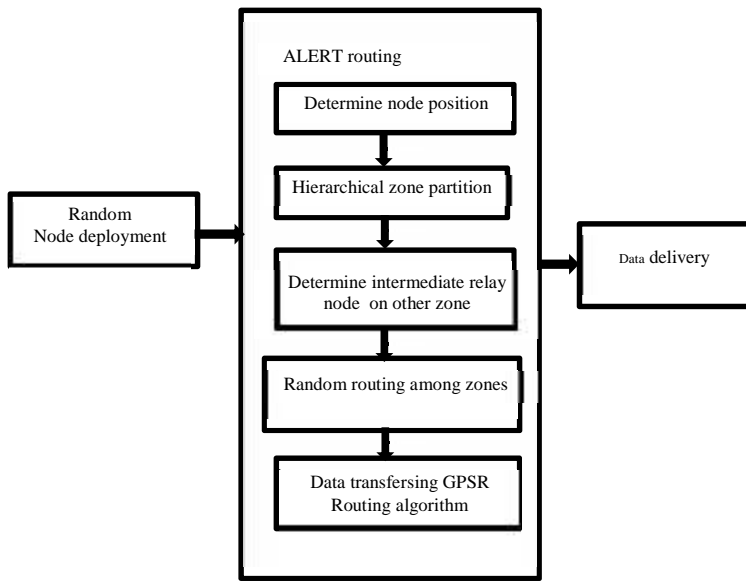 ALERT routing
Determine node position
Hierarchical zone partition
Random
Node deployment
Determine intermediate relay
node on other zone
Data delivery
Random routing among zones
Data transfersing GPSR
Routing algorithm